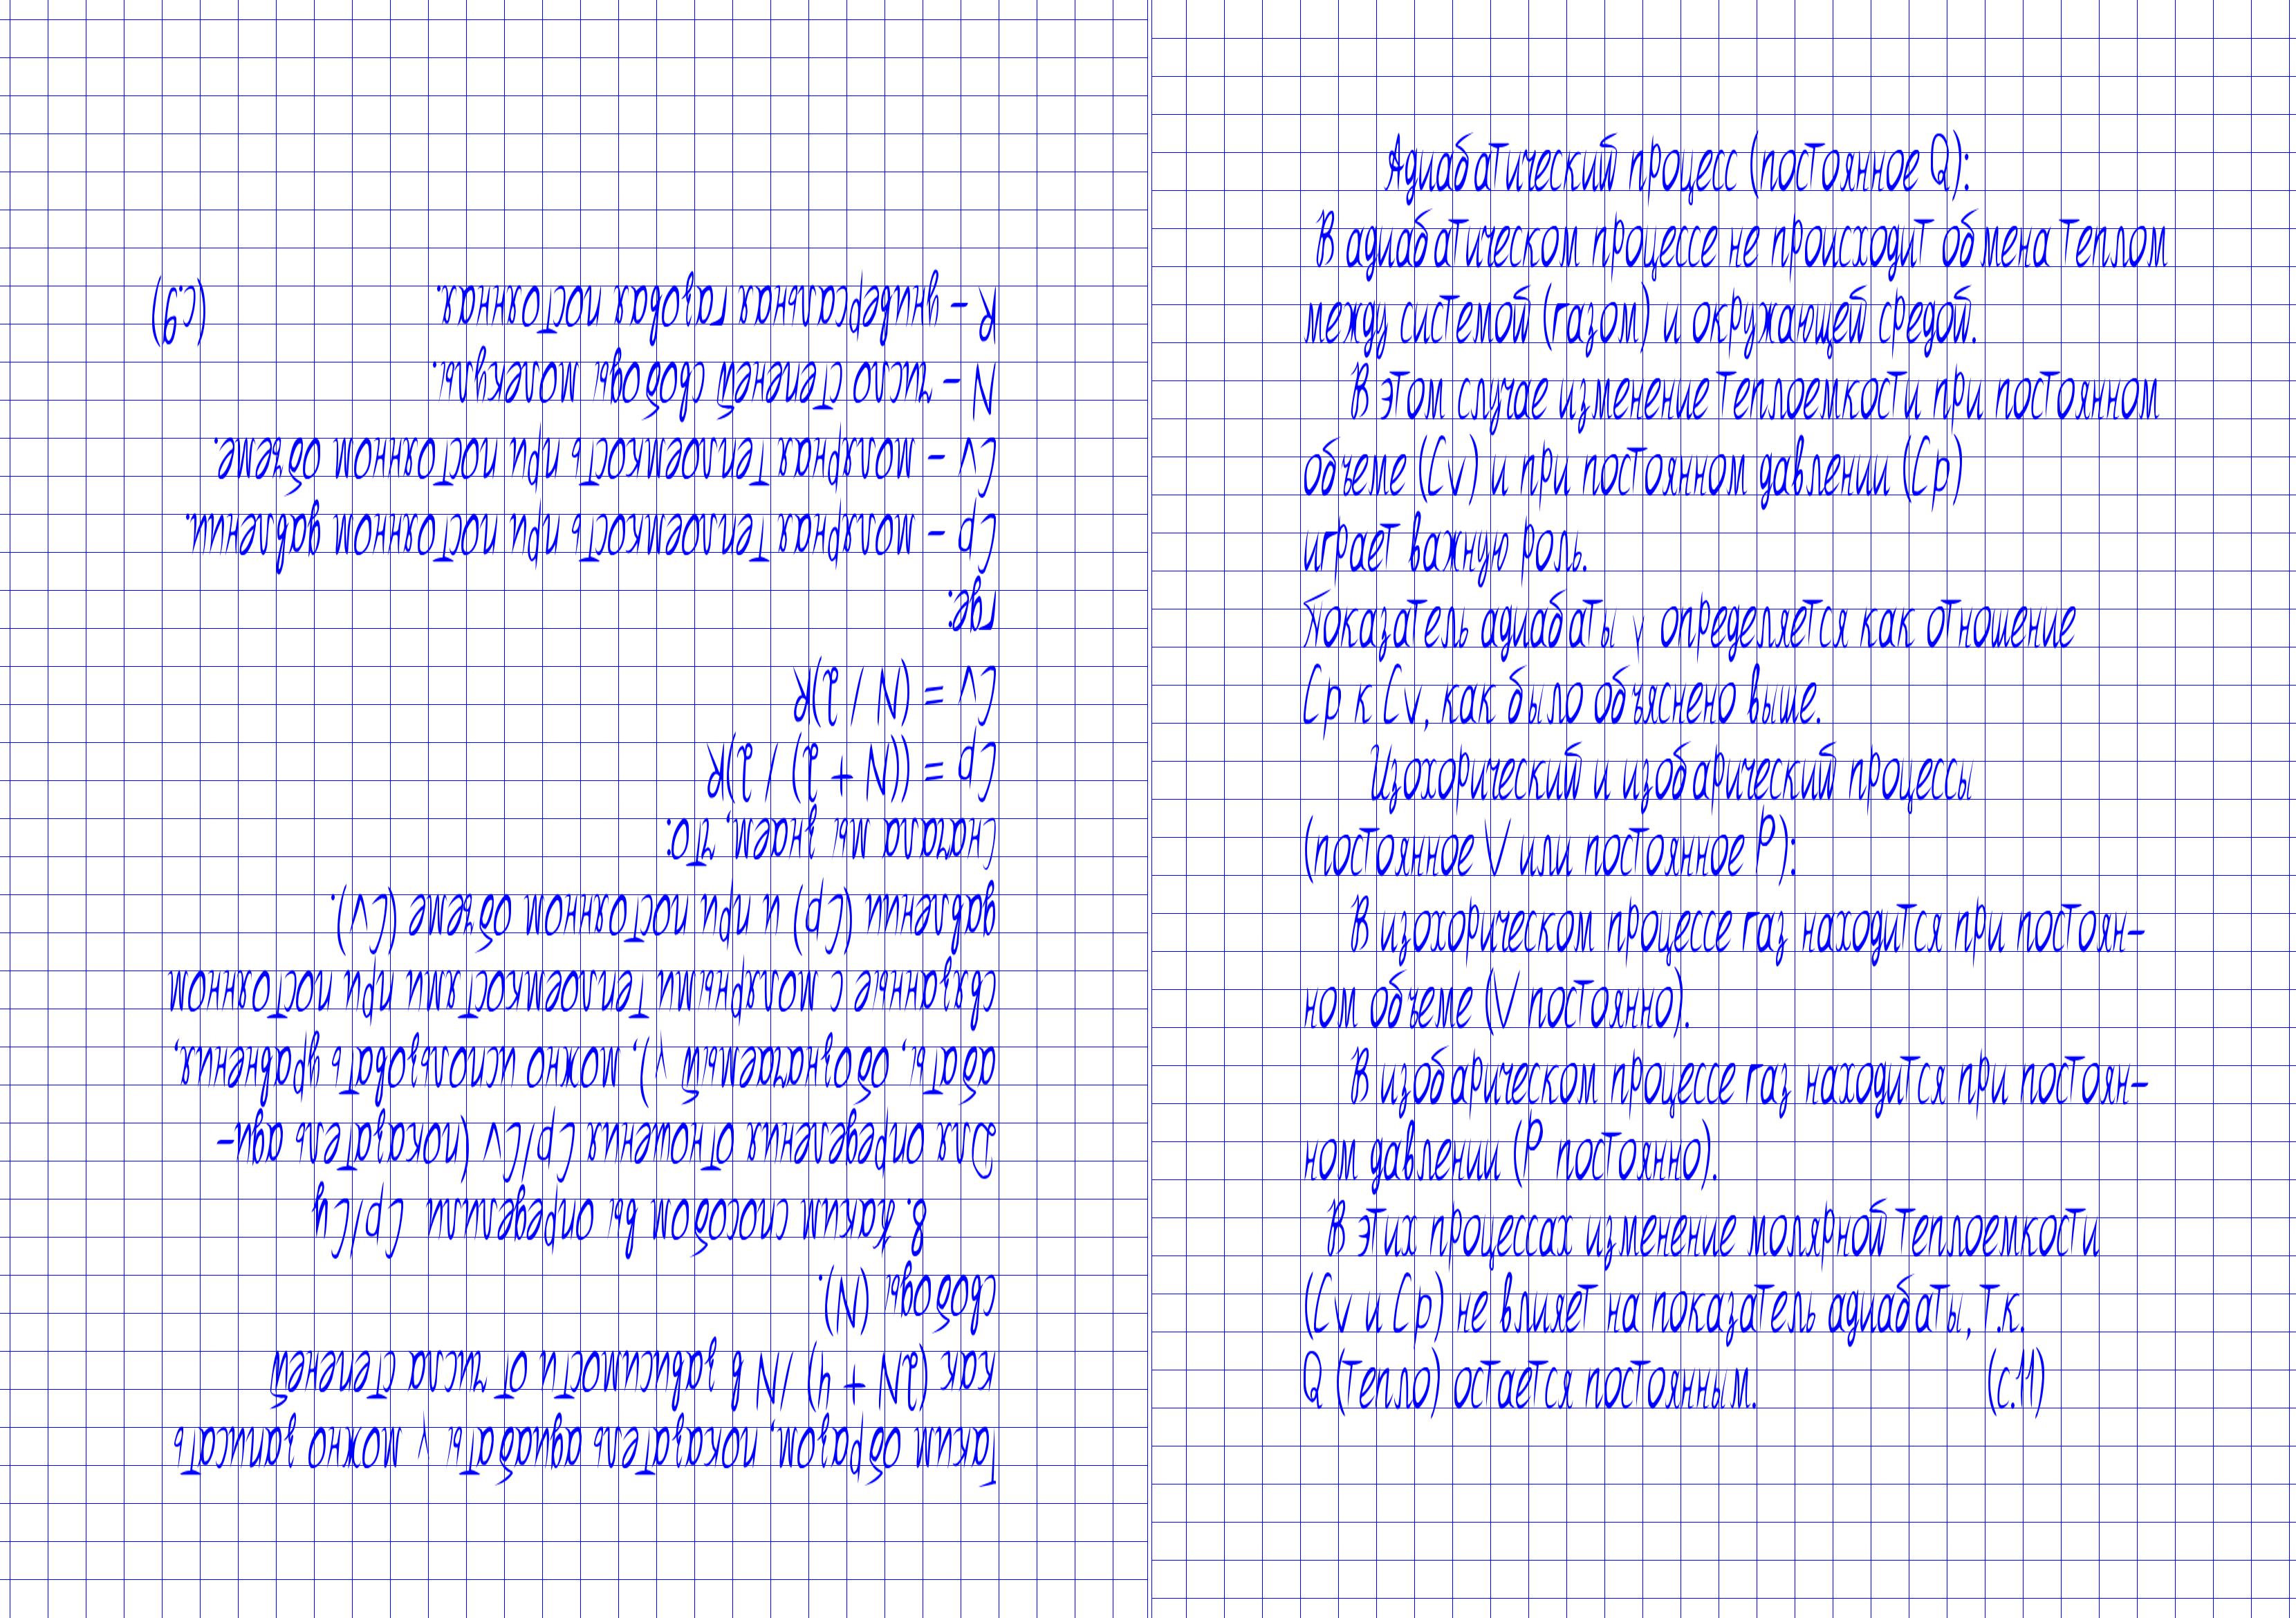 Таким образом, показатель адиабаты γ можно записать
как (2N + 4) /N в зависимости от числа степеней
свободы (N).
8. Каким способом вы определили Cp/Cу
Для определения отношения Cp/Cv (показатель ади-
абаты, обозначаемый γ), можно использовать уравнения,
связанные с молярными теплоемкостями при постоянном
давлении (Cp) и при постоянном объеме (Cv).
сначала мы знаем, что:
Cp = ((N + 2) / 2)R
Cv = (N / 2)R
где:
Cp - молярная теплоемкость при постоянном давлении.
Cv - молярная теплоемкость при постоянном объеме.
N - число степеней свободы молекулы.
R - универсальная газовая постоянная. (с.9)
Адиабатический процесс (постоянное Q):
В адиабатическом процессе не происходит обмена теплом
между системой (газом) и окружающей средой.
В этом случае изменение теплоемкости при постоянном
объеме (Cv) и при постоянном давлении (Cp)
играет важную роль.
Показатель адиабаты γ определяется как отношение
Cp к Cv, как было объяснено выше.
Изохорический и изобарический процессы
(постоянное V или постоянное P):
В изохорическом процессе газ находится при постоян-
ном объеме (V постоянно).
В изобарическом процессе газ находится при постоян-
ном давлении (P постоянно).
В этих процессах изменение молярной теплоемкости
(Cv и Cp) не влияет на показатель адиабаты, т.к.
Q (тепло) остается постоянным. (с.11)